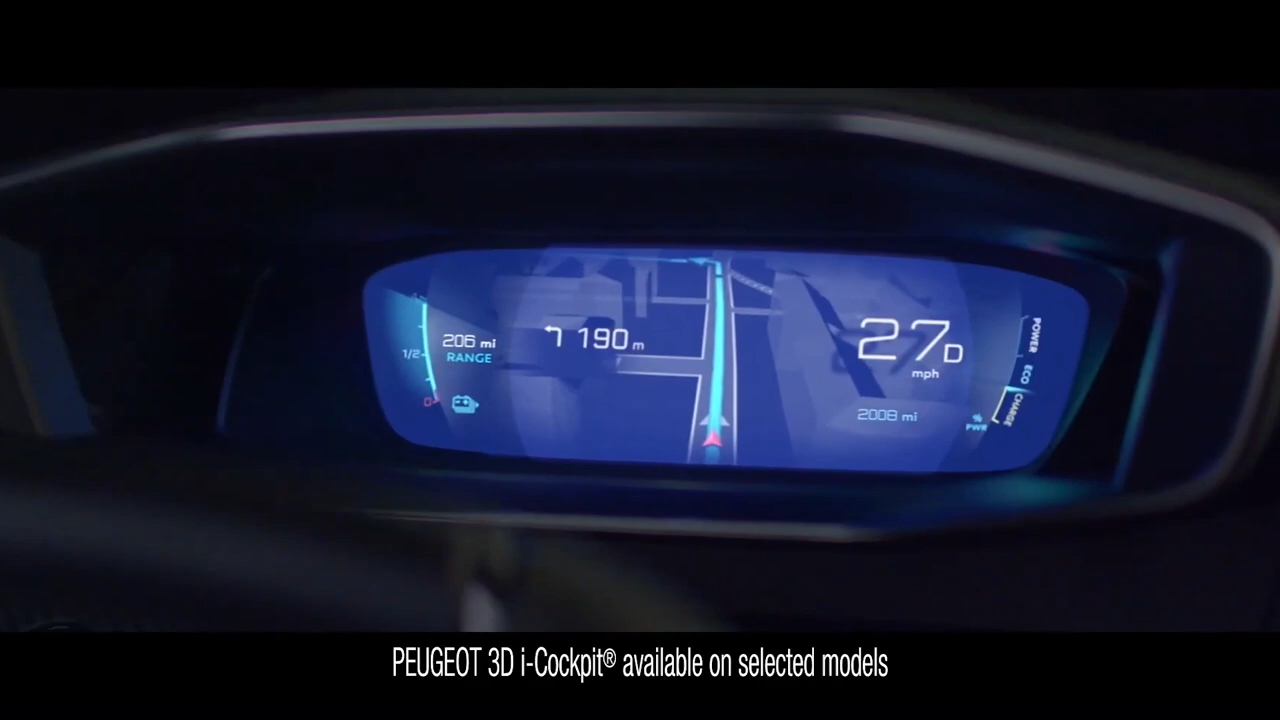 206 mi
RANGE
1/2
0
190 m
27 D
mph
2008 mi
POWER
ECO
CHARGE
PWR
PEUGEOT 3D i-Cockpit® available on selected models